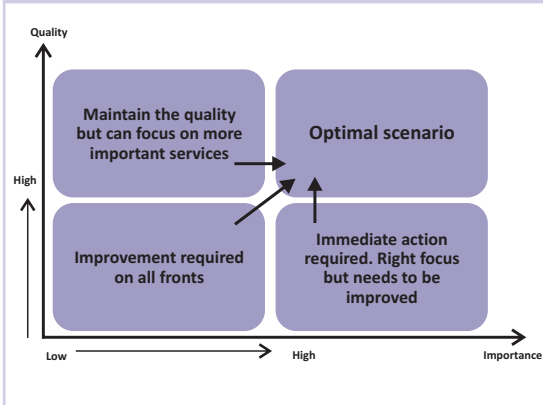 Quality
Maintain the quality
but can focus on more
important services
Optimal scenario
High
Improvement required
on all fronts
Immediate action
required. Right focus
but needs to be
improved
Low
High
Importance